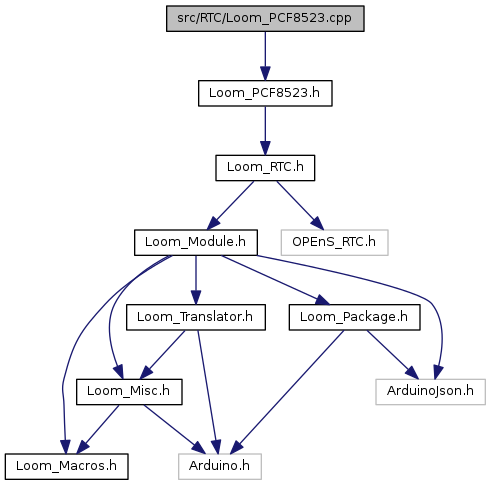 src/RTC/Loom_PCF8523.cpp
Loom_PCF8523.h
Loom_RTC.h
Loom_Module.h
OPEnS_RTC.h
Loom_Translator.h
Loom_Package.h
Loom_Misc.h
ArduinoJson.h
Loom_Macros.h
Arduino.h